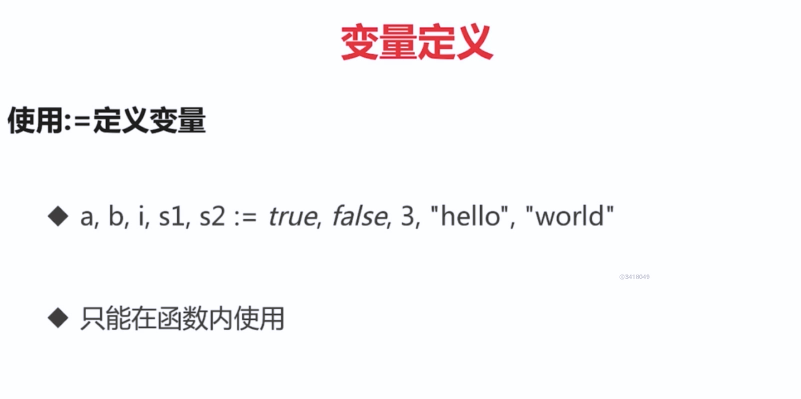 变量定义
使用:=定义变量
◆ a, b, i, s1, s2 := true, false, 3, "hello", "world"
◆ 只能在函数内使用